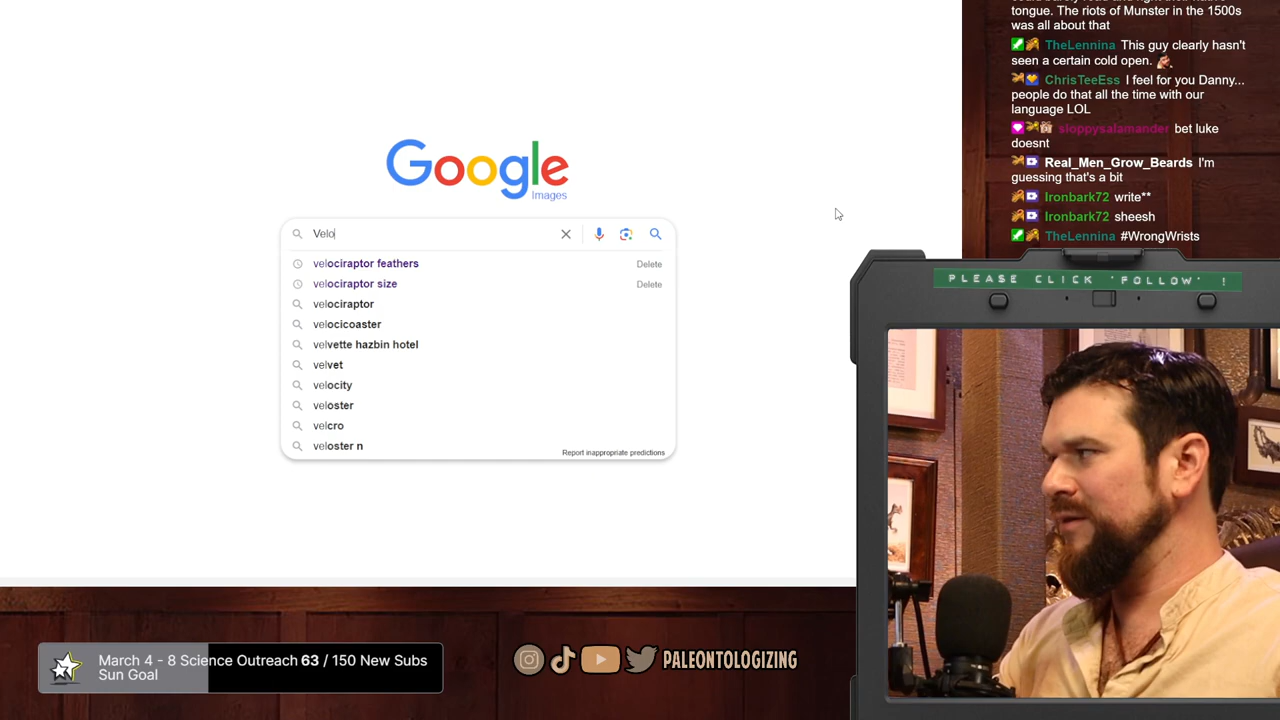 Google
Images
Velo
velociraptor feathers
Delete
velociraptor size
Delete
velociraptor
velocicoaster
velvette hazbin hotel
velvet
velocity
veloster
velcro
veloster n
Report inappropriate predictions
tongue. The riots of Munster in the 1500s
was all about that
TheLennina This guy clearly hasn't
seen a certain cold open.
ChrisTeeEss I feel for you Danny...
people do that all the time with our
language LOL
sloppysalamander bet luke
doesnt
Real_Men_Grow_Beards I'm
guessing that's a bit
Ironbark72 write**
Ironbark72 sheesh
TheLennina #WrongWrists
PLEASE CLICK 'FOLLOW' !
March 4 - 8 Science Outreach 63 / 150 New Subs
Sun Goal
PALEONTOLOGIZING